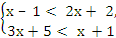 x − 1 < 2x + 2,
3x + 5 < x + 1